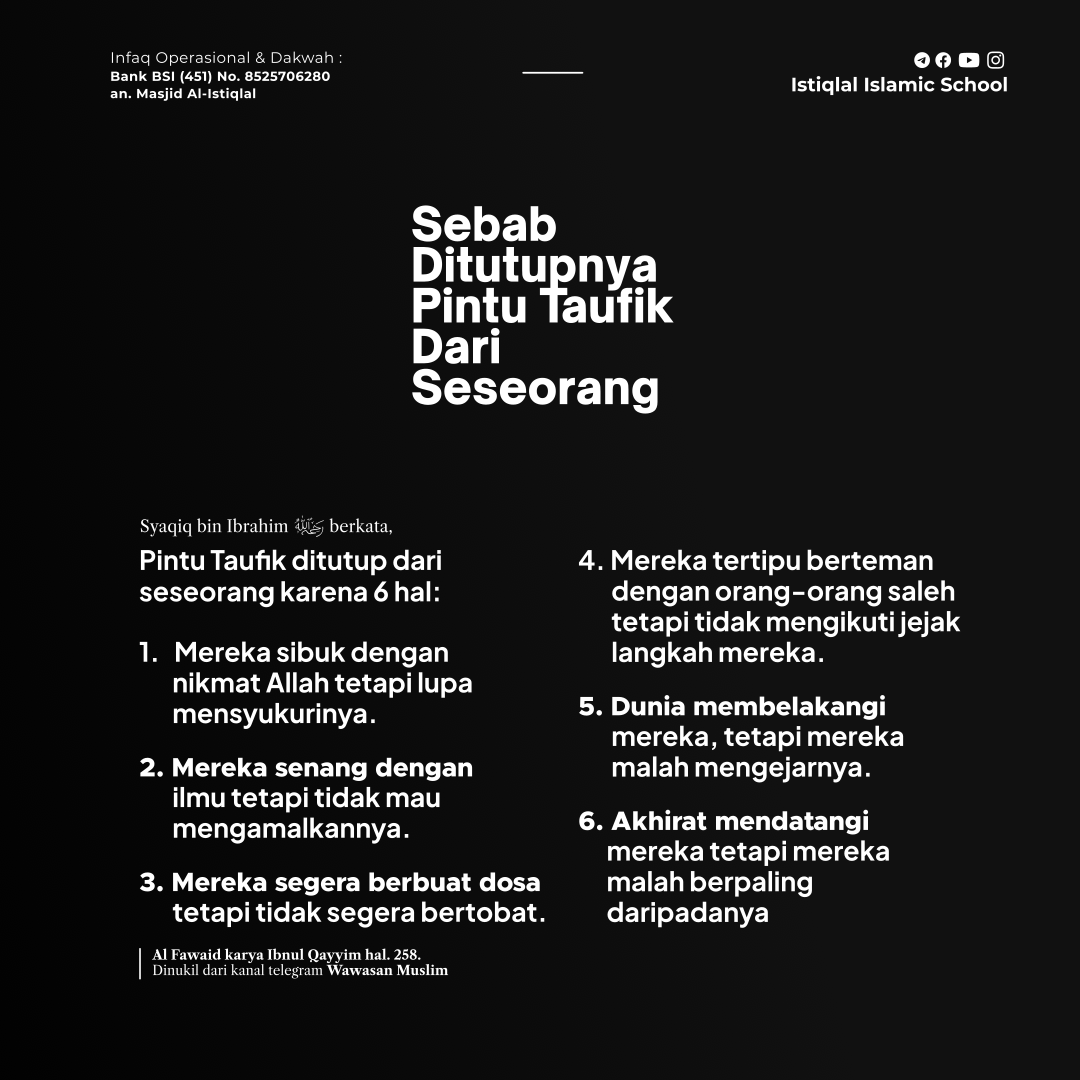 Infaq Operasional & Dakwah :
Bank BSI (451) No. 8525706280
an. Masjid Al-Istiqlal
Istiqlal Islamic School
Sebab
Ditutupnya
Pintu Taufik
Dari
Seseorang
Syaqiq bin Ibrahim رحمه الله berkata,
Pintu Taufik ditutup dari
seseorang karena 6 hal:
1. Mereka sibuk dengan
nikmat Allah tetapi lupa
mensyukurinya.
2. Mereka senang dengan
ilmu tetapi tidak mau
mengamalkannya.
3. Mereka segera berbuat dosa
tetapi tidak segera bertobat.
4. Mereka tertipu berteman
dengan orang-orang saleh
tetapi tidak mengikuti jejak
langkah mereka.
5. Dunia membelakangi
mereka, tetapi mereka
malah mengejarnya.
6. Akhirat mendatangi
mereka tetapi mereka
malah berpaling
daripadanya
Al Fawaid karya Ibnul Qayyim hal. 258.
Dinukil dari kanal telegram Wawasan Muslim